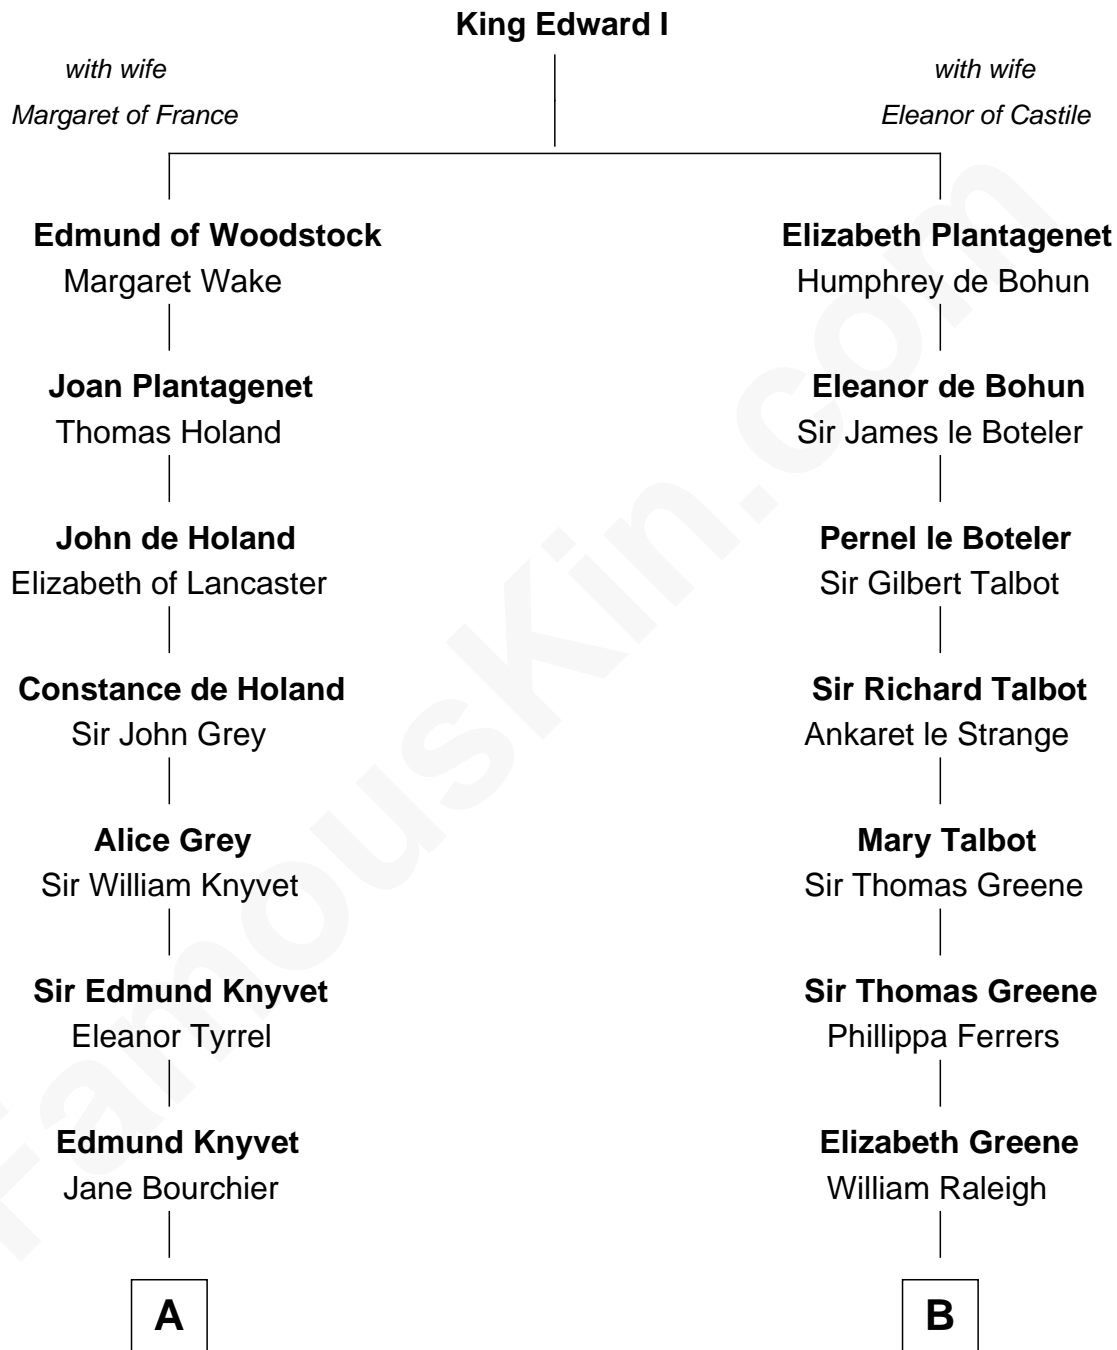 King Edward I
with wife
Margaret of France
with wife
Eleanor of Castile
Edmund of Woodstock
Margaret Wake
Elizabeth Plantagenet
Humphrey de Bohun
Joan Plantagenet
Thomas Holand
Eleanor de Bohun
Sir James le Boteler
John de Holand
Elizabeth of Lancaster
Pernel le Boteler
Sir Gilbert Talbot
Constance de Holand
Sir John Grey
Sir Richard Talbot
Ankaret le Strange
Alice Grey
Sir William Knyvet
Mary Talbot
Sir Thomas Greene
Sir Edmund Knyvet
Eleanor Tyrrel
Sir Thomas Greene
Phillippa Ferrers
Edmund Knyvet
Jane Bourchier
Elizabeth Greene
William Raleigh
A
B
FamousKin.com